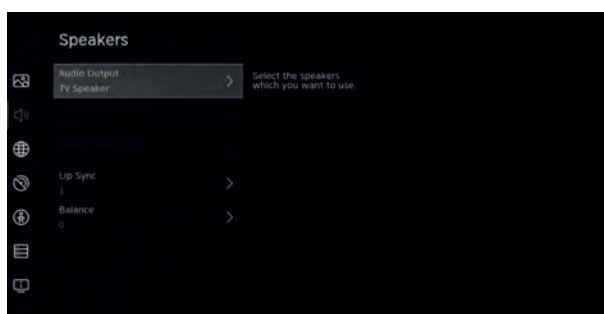 Speakers
Audio Output
TV Speaker
Select the speakers
which you want to use.
Lip Sync
Balance
0